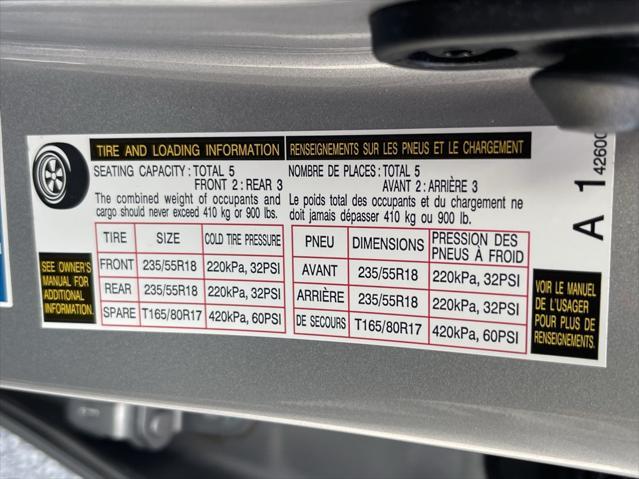 TIRE AND LOADING INFORMATION
SEATING CAPACITY : TOTAL 5
FRONT 2 : REAR 3
The combined weight of occupants and
cargo should never exceed 410 kg or 900 lbs.
TIRE SIZE COLD TIRE PRESSURE
FRONT 235/55R18 220kPa, 32PSI
REAR 235/55R18 220kPa, 32PSI
SPARE T165/80R17 420kPa, 60PSI
SEE OWNER'S
MANUAL FOR
ADDITIONAL
INFORMATION.
RENSEIGNEMENTS SUR LES PNEUS ET LE CHARGEMENT
NOMBRE DE PLACES : TOTAL 5
AVANT 2 : ARRIÈRE 3
Le poids total des occupants et du chargement ne
doit jamais dépasser 410 kg ou 900 lb.
PNEU DIMENSIONS PRESSION DES
PNEUS À FROID
AVANT 235/55R18 220kPa, 32PSI
ARRIÈRE 235/55R18 220kPa, 32PSI
DE SECOURS T165/80R17 420kPa, 60PSI
VOIR LE MANUEL
DE L'USAGER
POUR PLUS DE
RENSEIGNEMENTS.
A 1